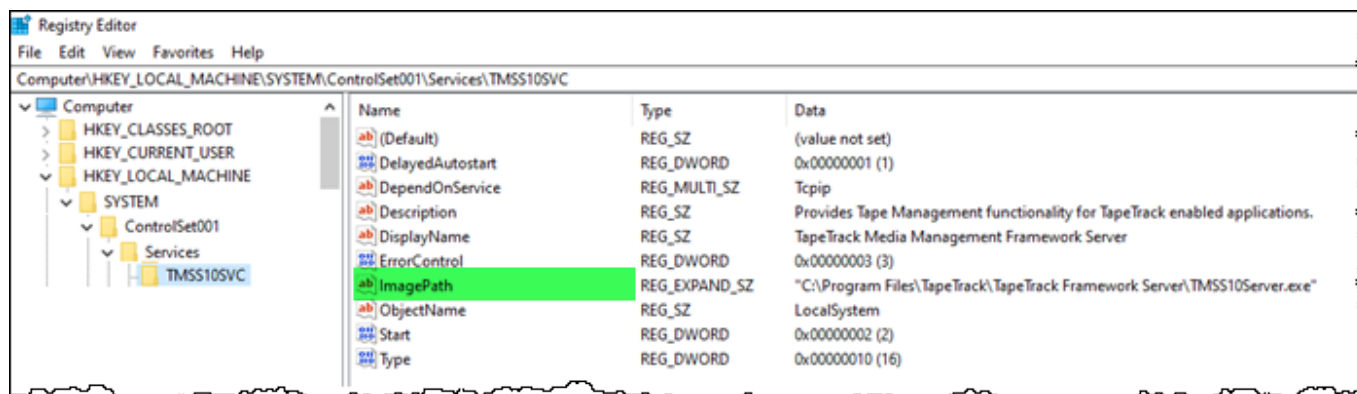 Registry Editor
File Edit View Favorites Help
Computer\HKEY_LOCAL_MACHINE\SYSTEM\ControlSet001\Services\TMSS10SVC
Computer
HKEY_CLASSES_ROOT
HKEY_CURRENT_USER
HKEY_LOCAL_MACHINE
SYSTEM
ControlSet001
Services
TMSS10SVC
Name Type Data
(Default) REG_SZ (value not set)
DelayedAutostart REG_DWORD 0x00000001 (1)
DependOnService REG_MULTI_SZ Tcpip
Description REG_SZ Provides Tape Management functionality for TapeTrack enabled applications.
DisplayName REG_SZ TapeTrack Media Management Framework Server
ErrorControl REG_DWORD 0x00000003 (3)
ImagePath REG_EXPAND_SZ "C:\Program Files\TapeTrack\TapeTrack Framework Server\TMSS10Server.exe"
ObjectName REG_SZ LocalSystem
Start REG_DWORD 0x00000002 (2)
Type REG_DWORD 0x00000010 (16)